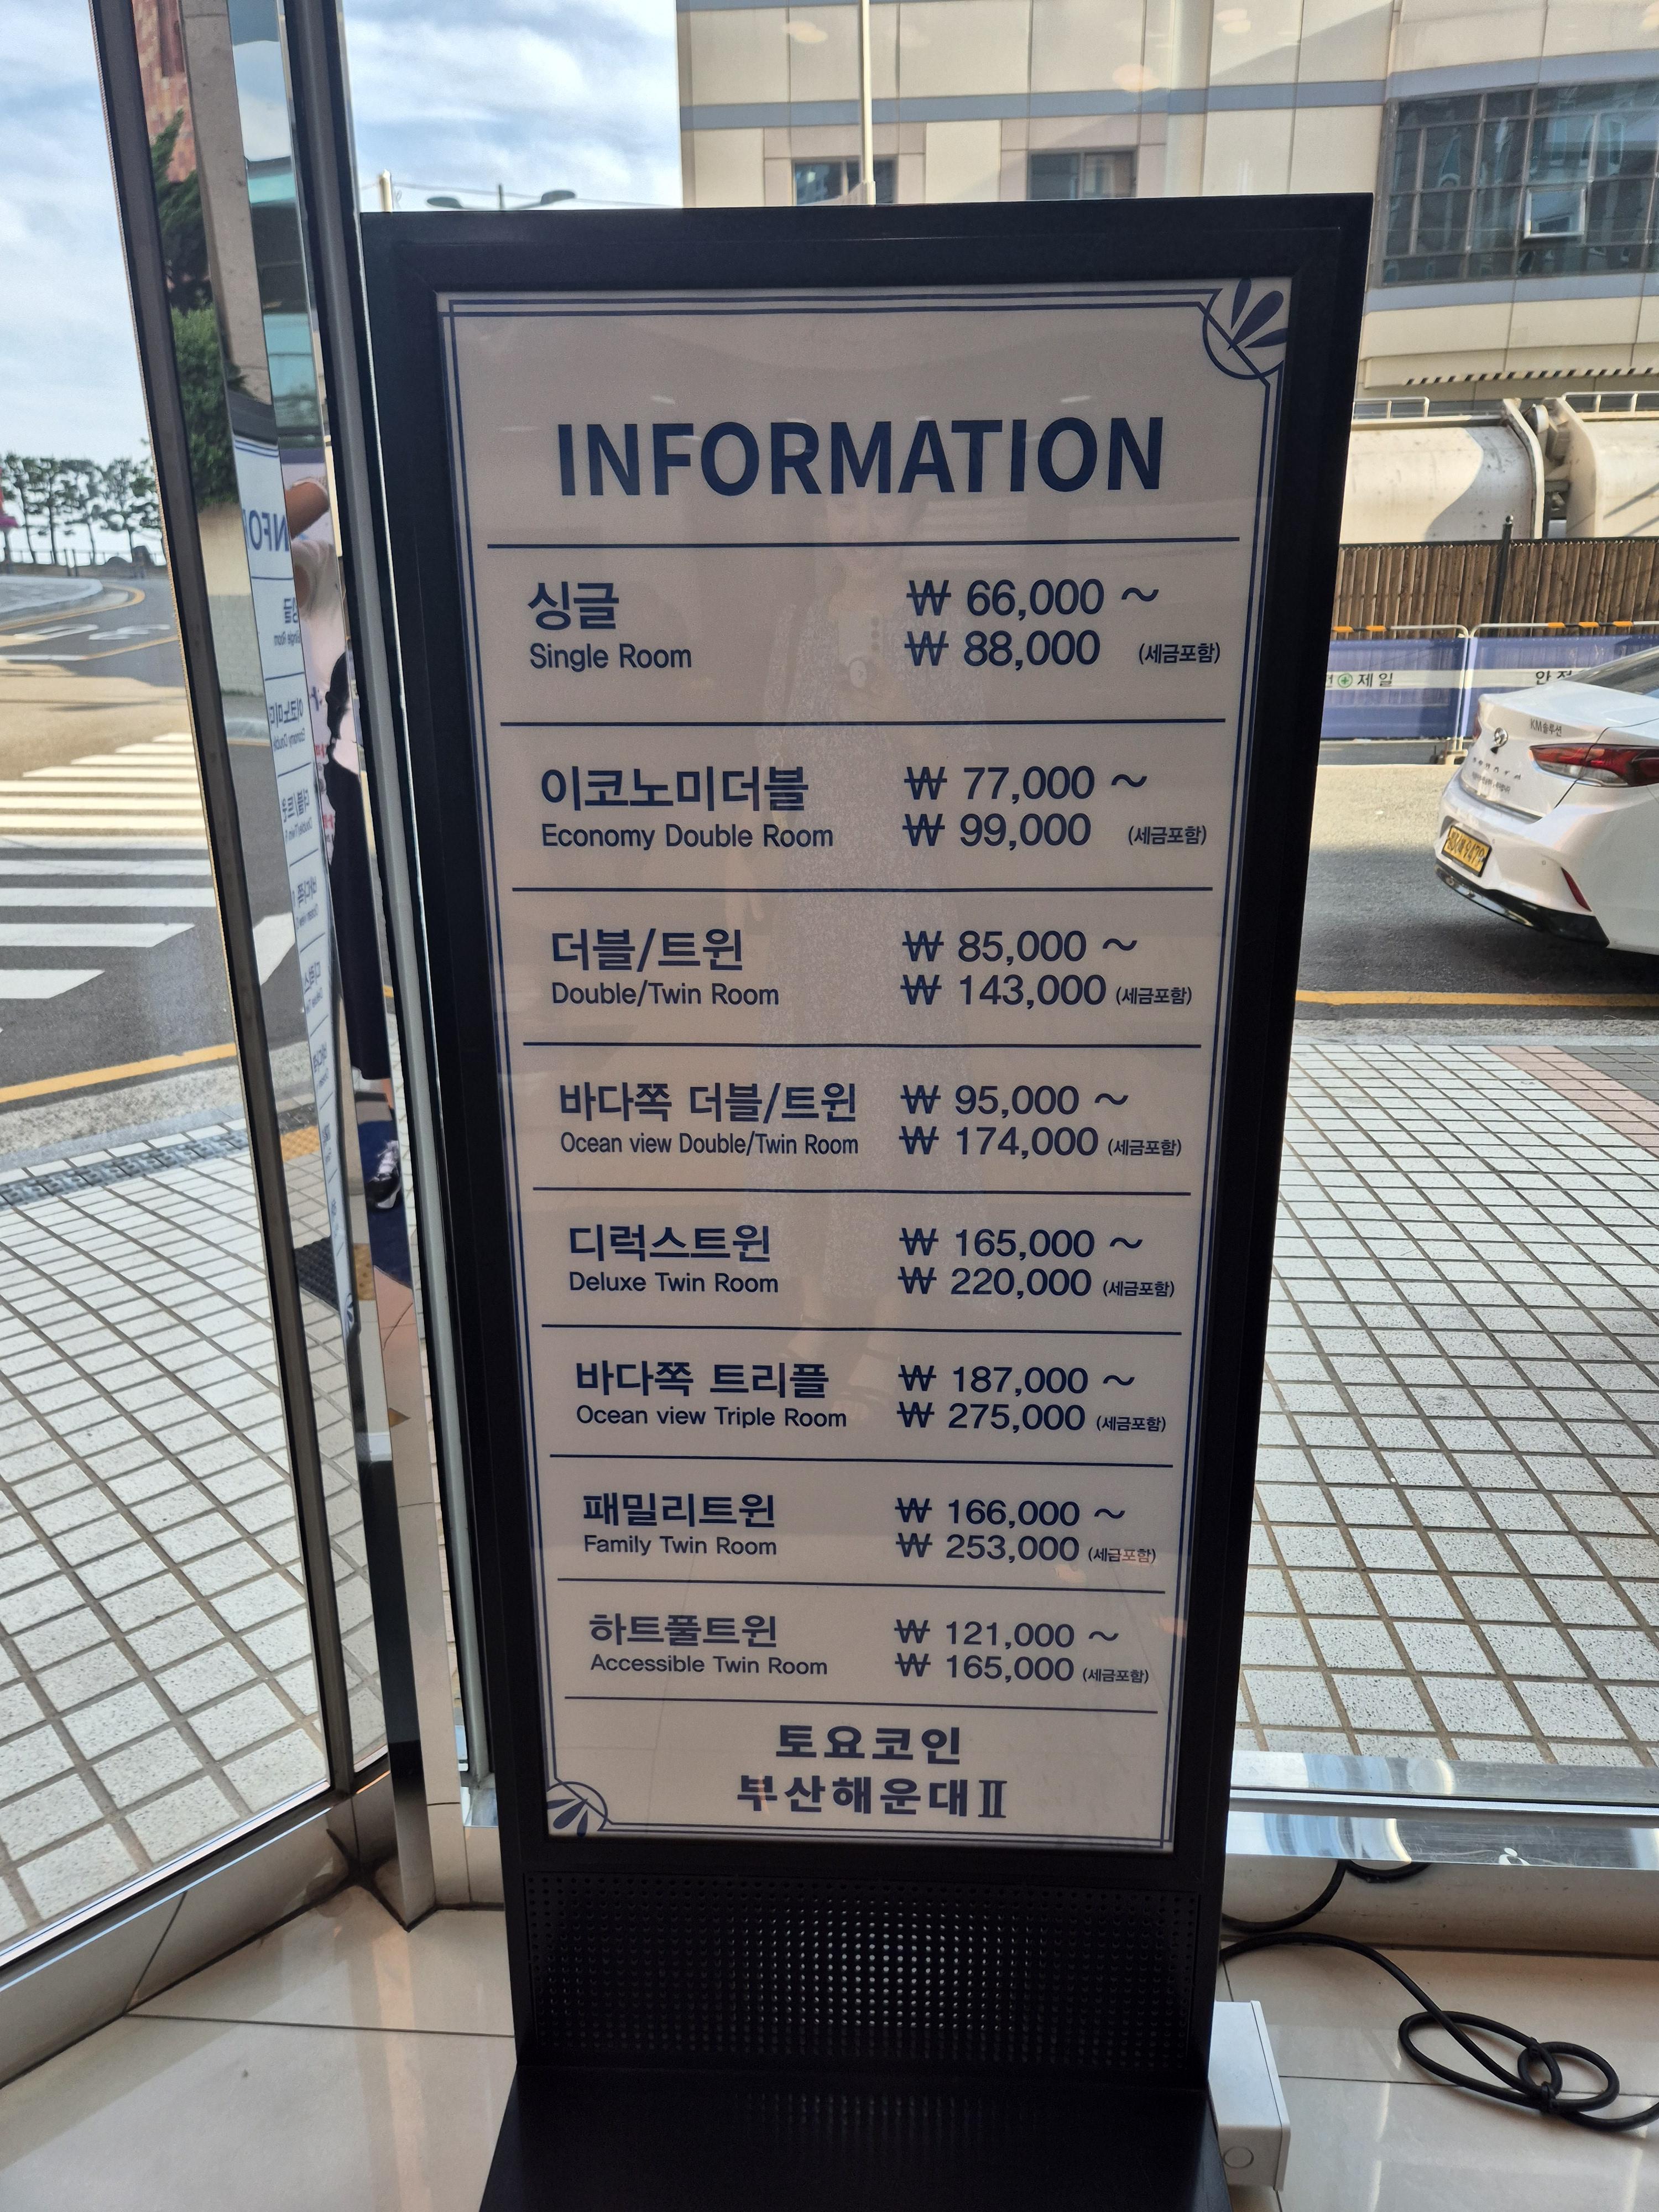 INFORMATION
싱글
Single Room
₩ 66,000 ~
₩ 88,000 (세금포함)
이코노미더블
Economy Double Room
₩ 77,000 ~
₩ 99,000 (세금포함)
더블/트윈
Double/Twin Room
₩ 85,000 ~
₩ 143,000 (세금포함)
바다쪽 더블/트윈
Ocean view Double/Twin Room
₩ 95,000 ~
₩ 174,000 (세금포함)
디럭스트윈
Deluxe Twin Room
₩ 165,000 ~
₩ 220,000 (세금포함)
바다쪽 트리플
Ocean view Triple Room
₩ 187,000 ~
₩ 275,000 (세금포함)
패밀리트윈
Family Twin Room
₩ 166,000 ~
₩ 253,000 (세금포함)
하트풀트윈
Accessible Twin Room
₩ 121,000 ~
₩ 165,000 (세금포함)
토요코인
부산해운대Ⅱ
제일
KM솔루션